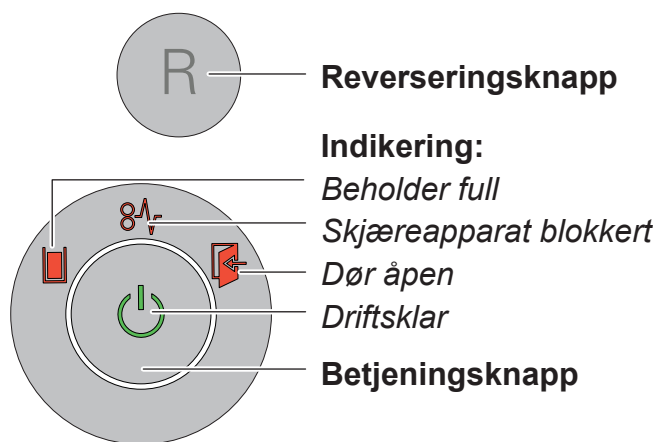 R
Reverseringsknapp
Indikering:
Beholder full
Skjæreapparat blokkert
Dør åpen
Driftsklar
Betjeningsknapp